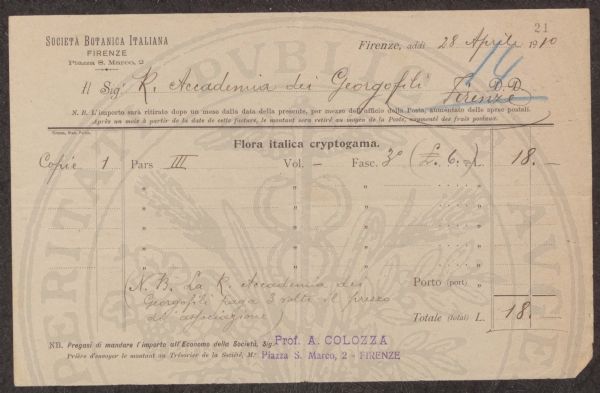 21
SOCIETÀ BOTANICA ITALIANA
FIRENZE
Piazza S. Marco, 2
Firenze, addì 28 Aprile 1910
Il Sig. R. Accademia dei Georgofili D. D.
Firenze
N. B. L'importo sarà ritirato dopo un mese dalla data della presente, per mezzo dell'ufficio della Posta, aumentato delle spese postali.
Après un mois à partir de la date de cette facture, le montant sera retiré au moyen de la Poste, augmenté des frais postaux.
Flora italica cryptogama.
Copie 1 Pars III Vol. — Fasc. 3º (£. 6. —) L. 18. —
(N. B. La R. Accademia dei
Georgofili paga 3 volte il prezzo
di associazione)
Porto (port) „
Totale (total) L. 18.
NB. Pregasi di mandare l'importo all'Economo della Società, Sig. Prof. A. COLOZZA
Prière d'envoyer le montant au Trésorier de la Société, Mr Piazza S. Marco, 2 - FIRENZE